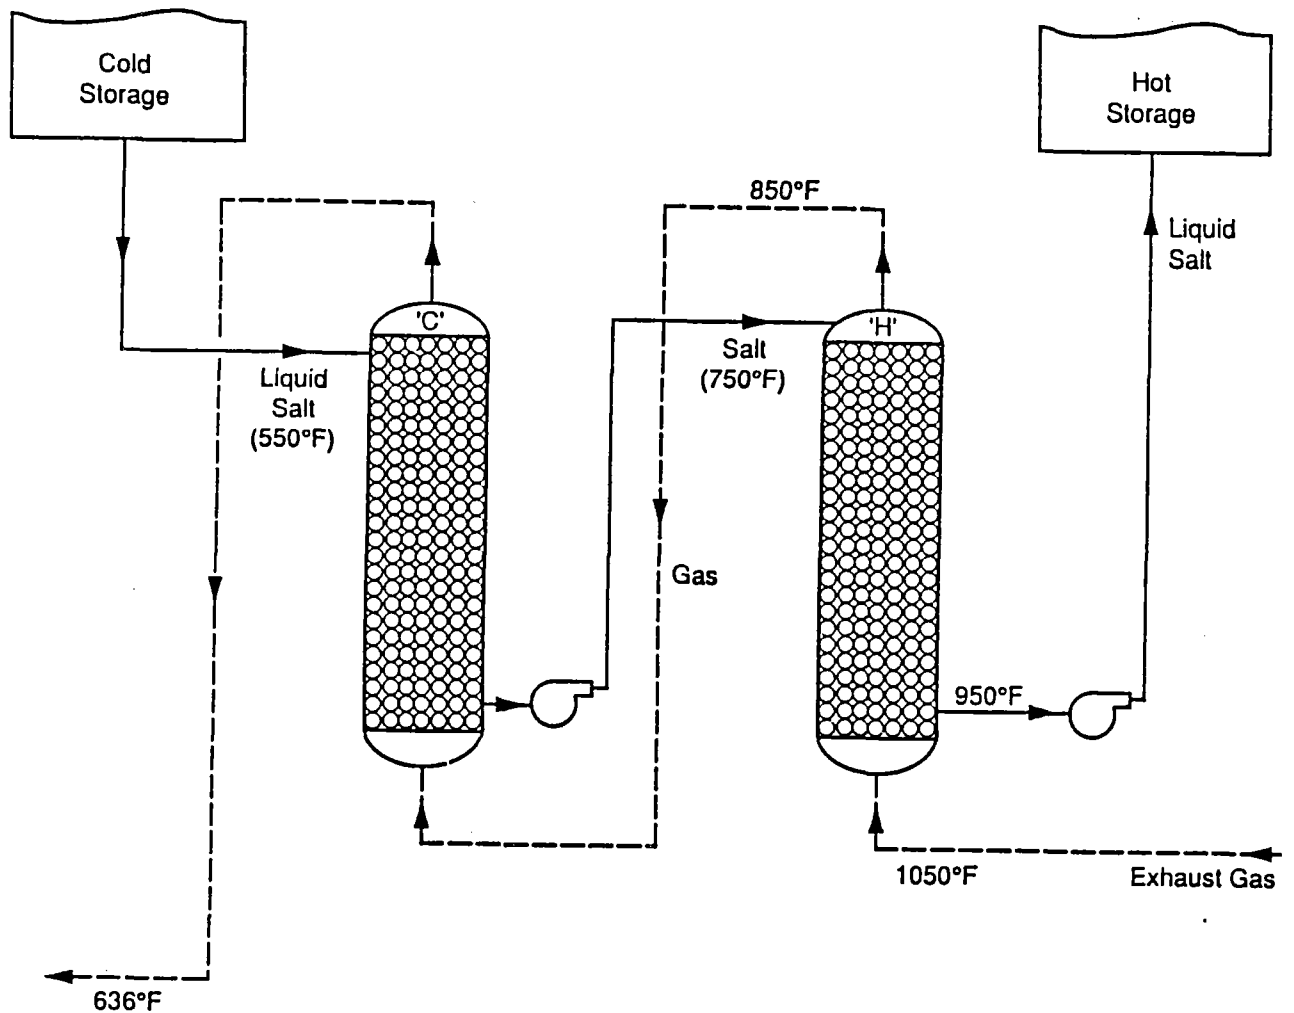 Cold
Storage
Hot
Storage
850°F
Liquid
Salt
'C'
'H'
Liquid
Salt
(550°F)
Salt
(750°F)
Gas
950°F
1050°F
Exhaust Gas
636°F